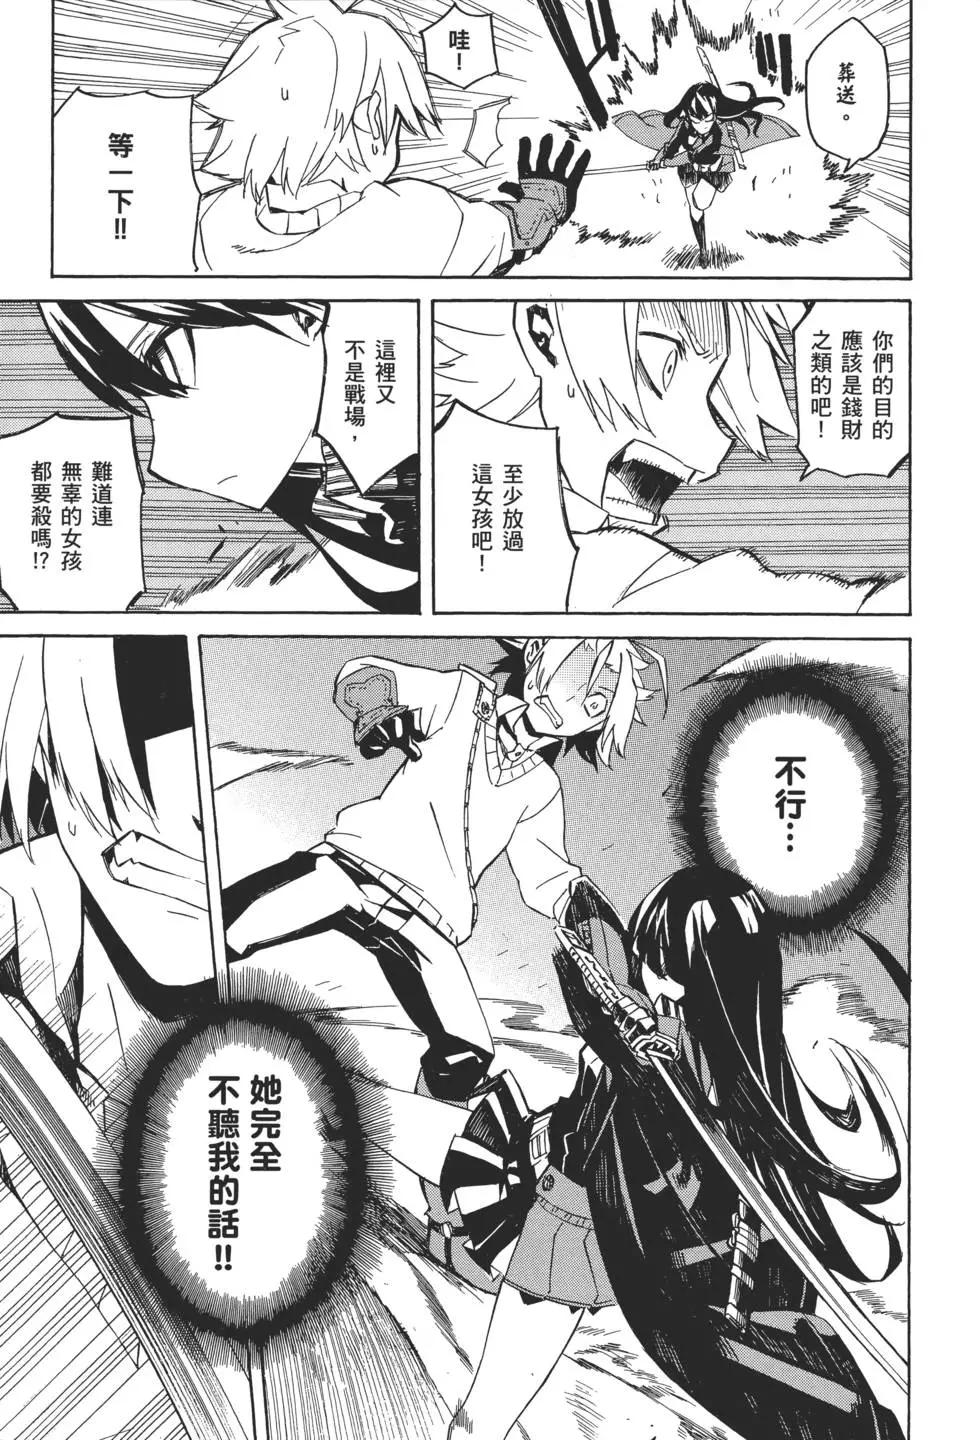 葬送。
哇！
等一下!!
你們的目的
應該是錢財
之類的吧！
至少放過
這女孩吧！
這裡又
不是戰場，
難道連
無辜的女孩
都要殺嗎!?
不行…
她完全
不聽我的話!!